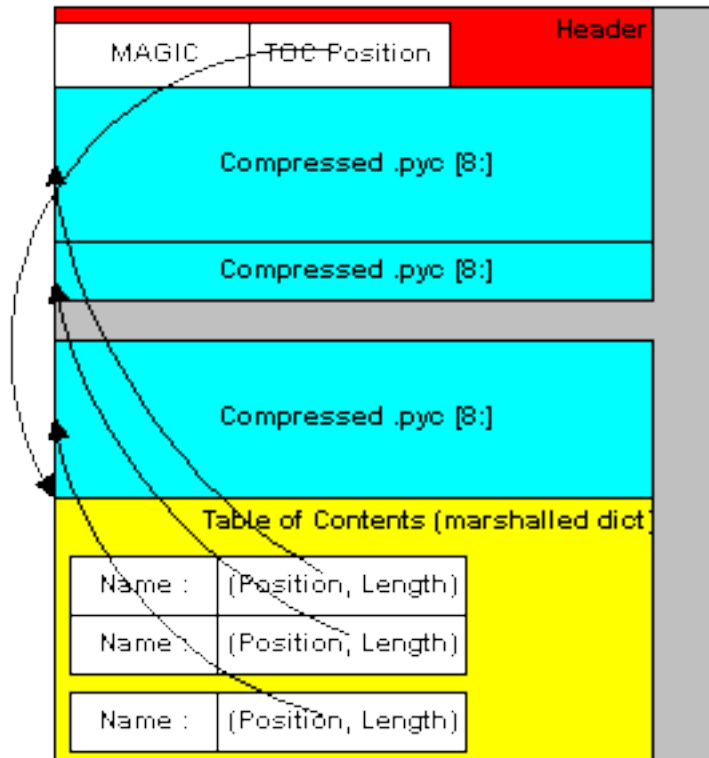 Header
MAGIC TOC Position
Compressed .pyc [8:]
Compressed .pyc [8:]
Compressed .pyc [8:]
Table of Contents (marshalled dict)
Name : (Position, Length)
Name : (Position, Length)
Name : (Position, Length)